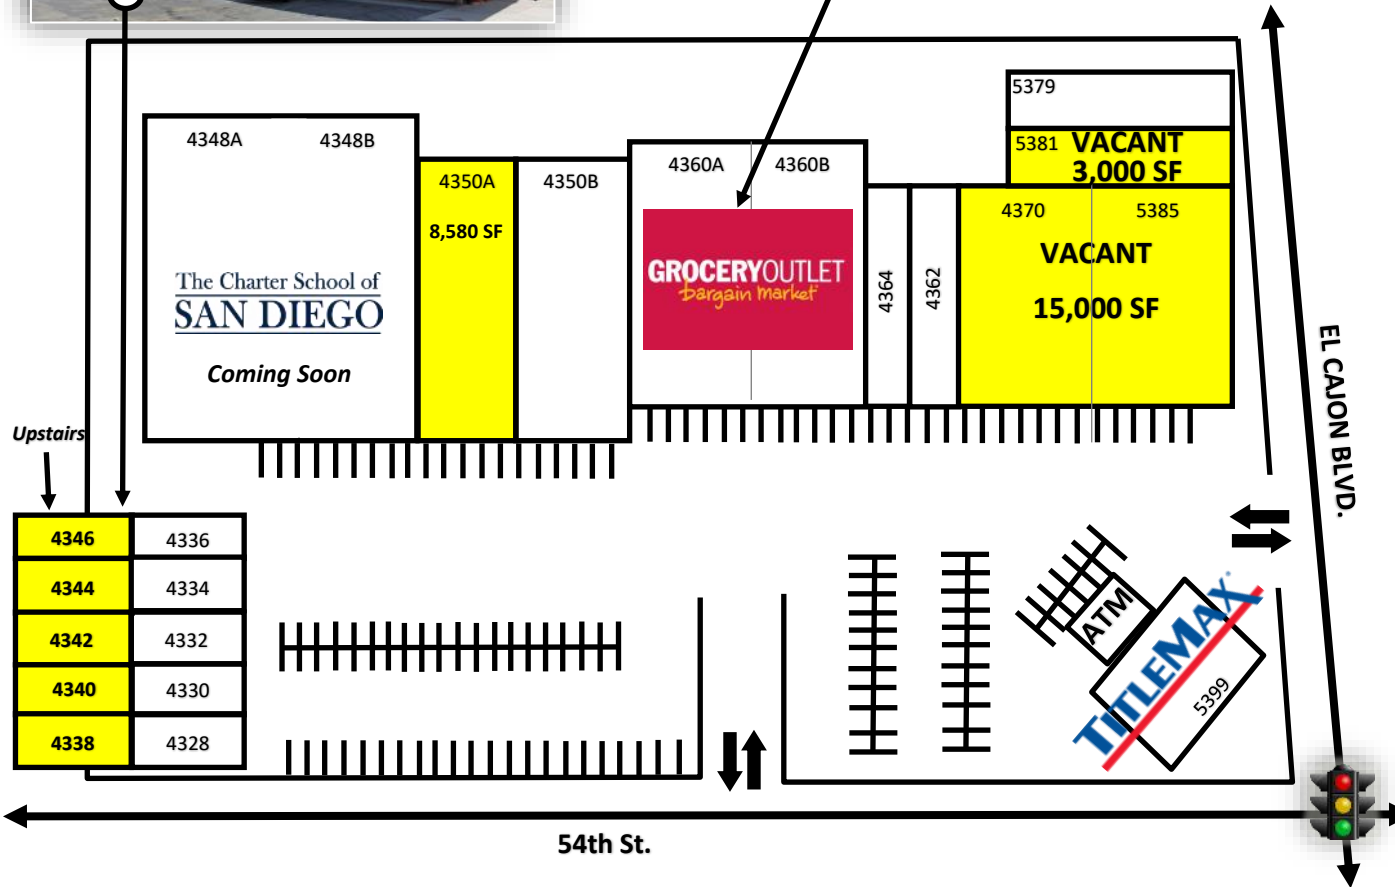 5379
5381 VACANT
3,000 SF
4348A 4348B
4350A
8,580 SF
4350B
4360A 4360B
GROCERYOUTLET
bargain market
4364
4362
4370 5385
VACANT
15,000 SF
The Charter School of
SAN DIEGO
Coming Soon
EL CAJON BLVD.
Upstairs
4346 4336
4344 4334
4342 4332
4340 4330
4338 4328
ATM
TITLEMAX
5399
54th St.